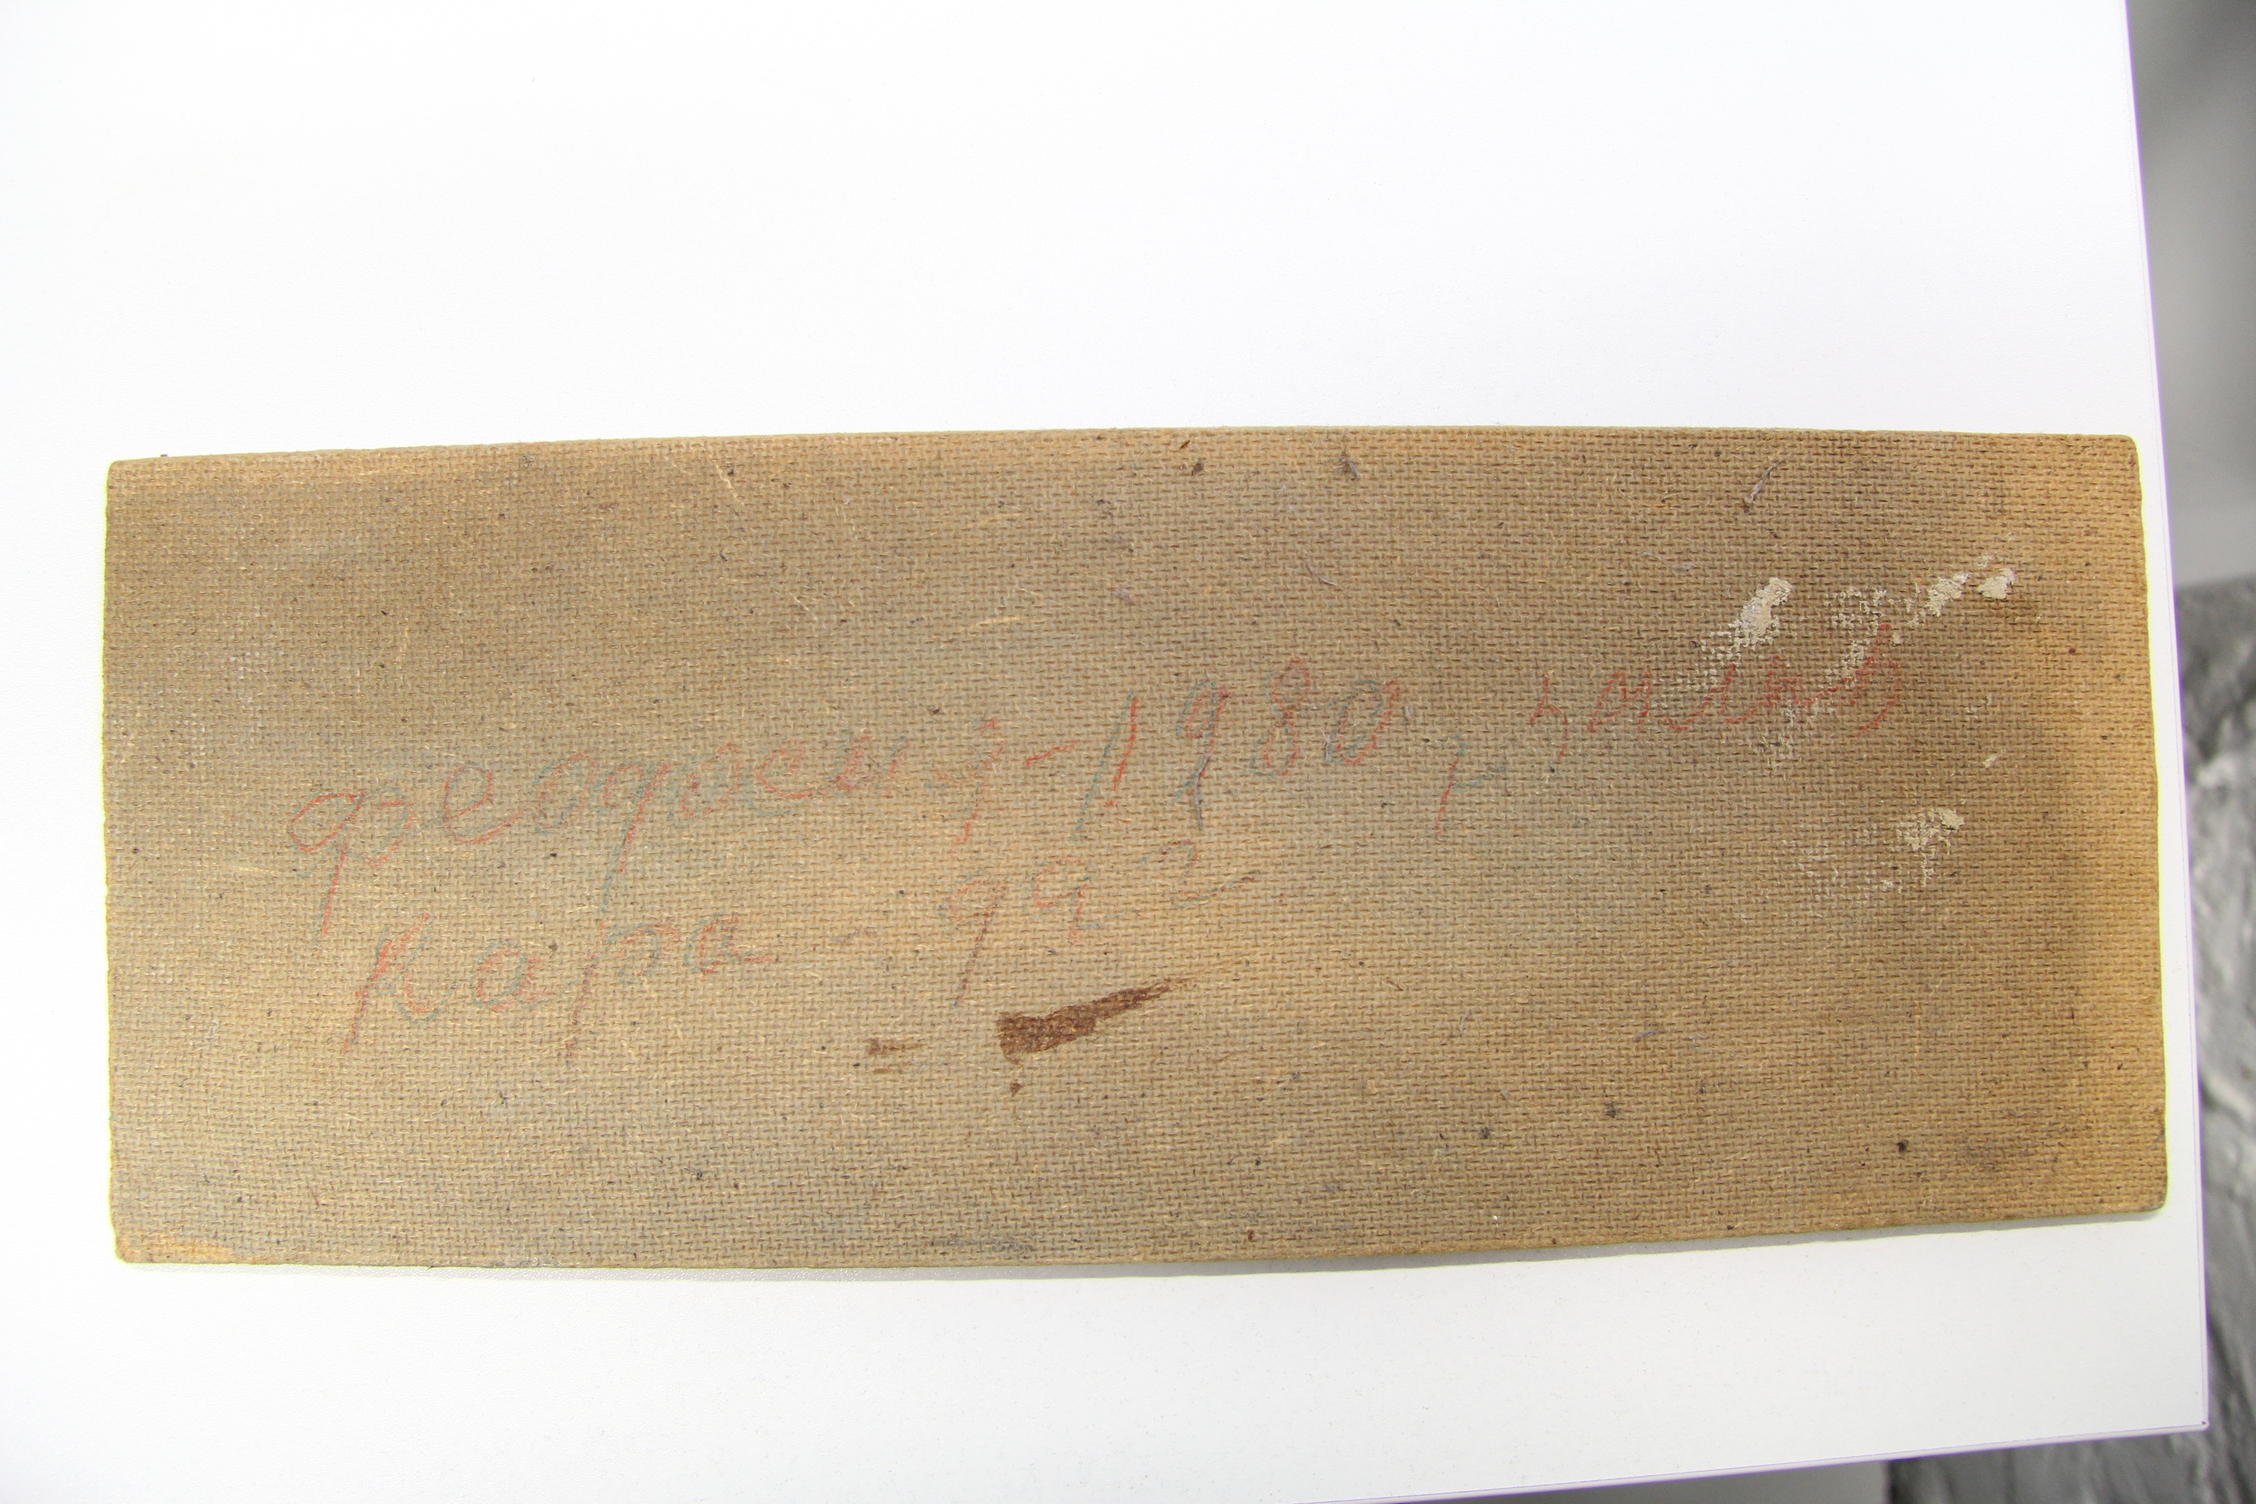 феодосия - 1980 г
Кара - даг